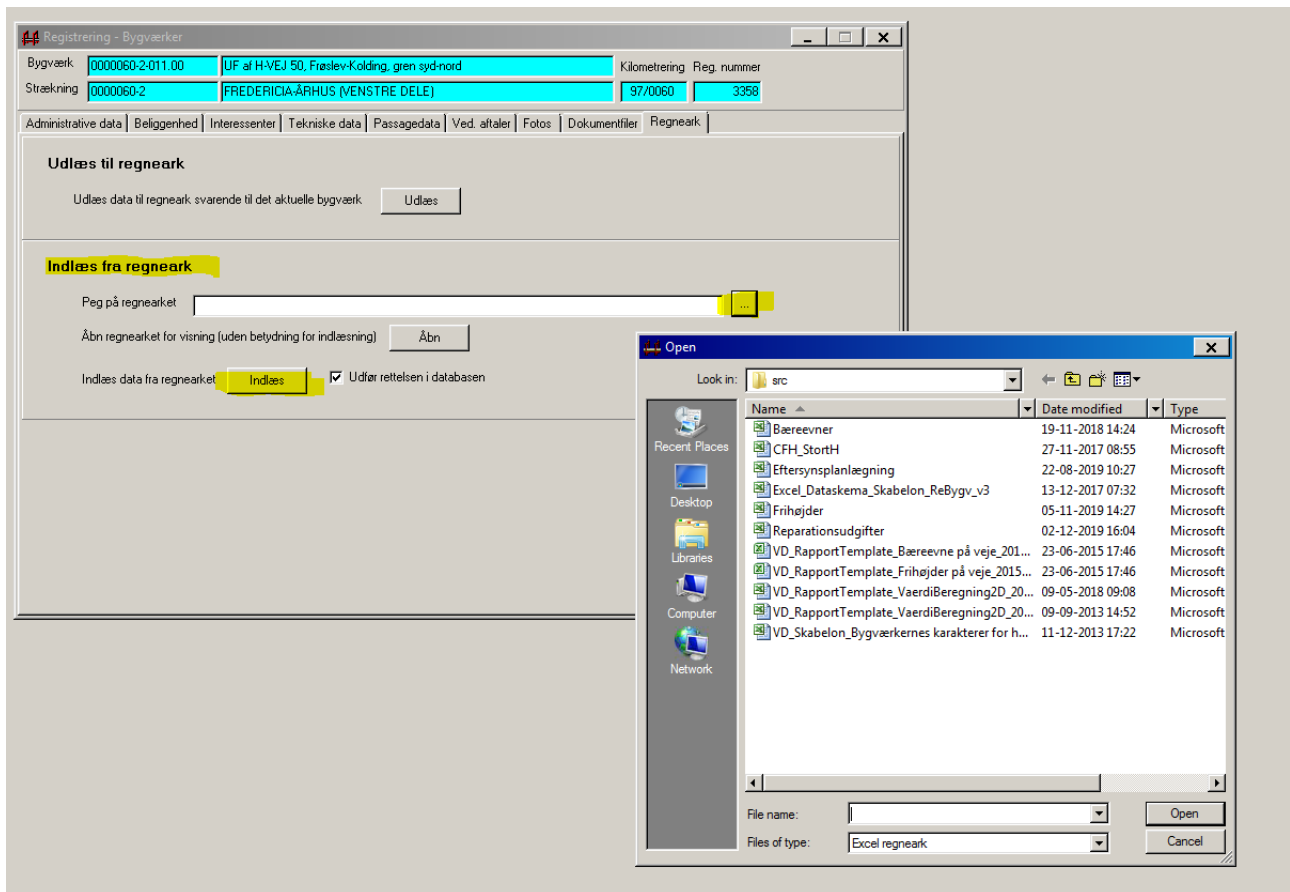 Registrering - Bygværker
Bygværk 0000060-2-011.00 UF af H-VEJ 50, Frøslev-Kolding, gren syd-nord Kilometrering Reg. nummer
Strækning 0000060-2 FREDERICIA-ÅRHUS (VENSTRE DELE) 97/0060 3358
Administrative data Beliggenhed Interessenter Tekniske data Passagedata Ved. aftaler Fotos Dokumentfiler Regneark
Udlæs til regneark
Udlæs data til regneark svarende til det aktuelle bygværk Udlæs
Indlæs fra regneark
Peg på regnearket ...
Åbn regnearket for visning (uden betydning for indlæsning) Åbn
Indlæs data fra regnearket Indlæs Udfør rettelsen i databasen
Open
Look in: src
Name Date modified Type
Recent Places
Desktop
Libraries
Computer
Network
Bæreevner 19-11-2018 14:24 Microsoft
CFH_StortH 27-11-2017 08:55 Microsoft
Eftersynsplanlægning 22-08-2019 10:27 Microsoft
Excel_Dataskema_Skabelon_ReBygv_v3 13-12-2017 07:32 Microsoft
Frihøjder 05-11-2019 14:27 Microsoft
Reparationsudgifter 02-12-2019 16:04 Microsoft
VD_RapportTemplate_Bæreevne på veje_201... 23-06-2015 17:46 Microsoft
VD_RapportTemplate_Frihøjder på veje_2015... 23-06-2015 17:46 Microsoft
VD_RapportTemplate_VaerdiBeregning2D_20... 09-05-2018 09:08 Microsoft
VD_RapportTemplate_VaerdiBeregning2D_20... 09-09-2013 14:52 Microsoft
VD_Skabelon_Bygværkernes karakterer for h... 11-12-2013 17:22 Microsoft
File name: Open
Files of type: Excel regneark Cancel